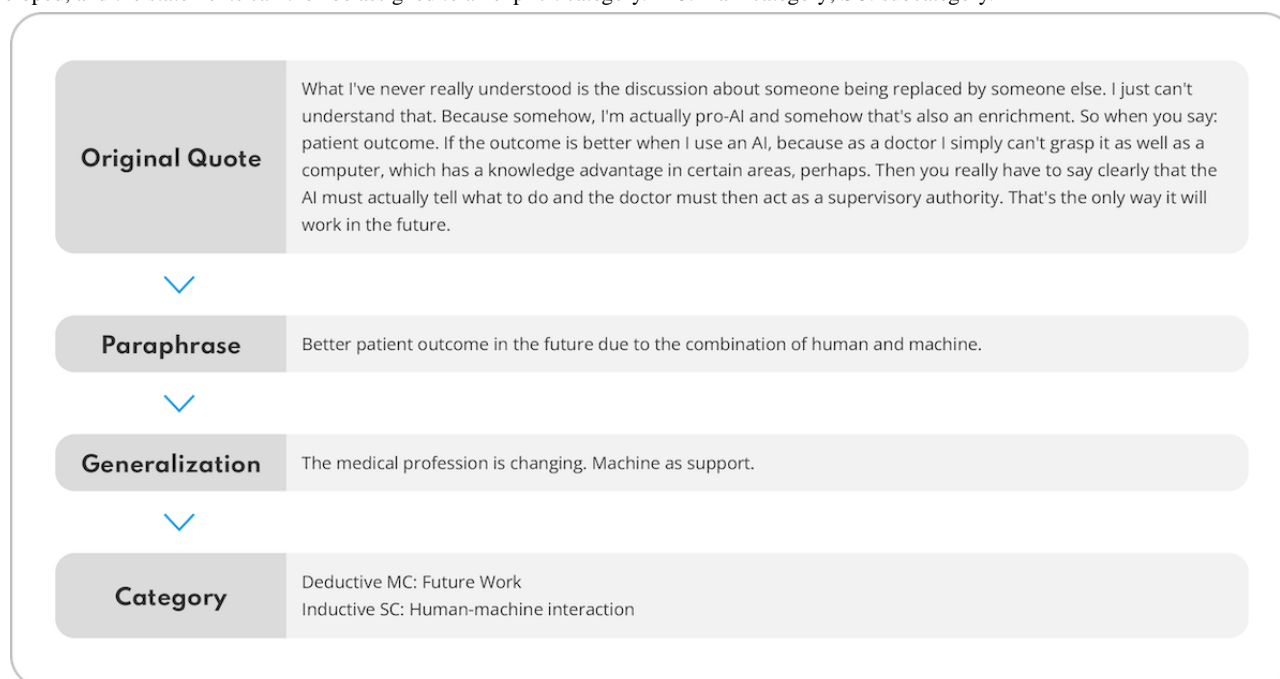 Original Quote
What I've never really understood is the discussion about someone being replaced by someone else. I just can't
understand that. Because somehow, I'm actually pro-AI and somehow that's also an enrichment. So when you say:
patient outcome. If the outcome is better when I use an AI, because as a doctor I simply can't grasp it as well as a
computer, which has a knowledge advantage in certain areas, perhaps. Then you really have to say clearly that the
AI must actually tell what to do and the doctor must then act as a supervisory authority. That's the only way it will
work in the future.
Paraphrase
Better patient outcome in the future due to the combination of human and machine.
Generalization
The medical profession is changing. Machine as support.
Category
Deductive MC: Future Work
Inductive SC: Human-machine interaction